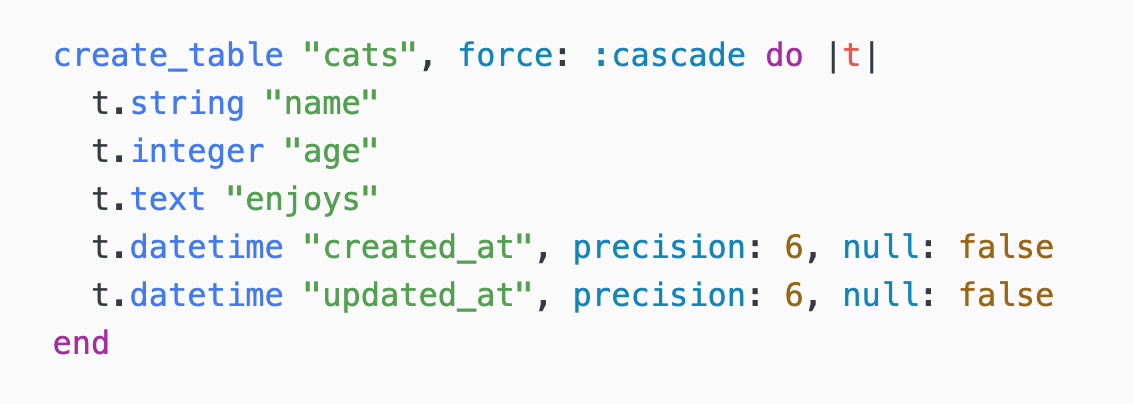 create_table "cats", force: :cascade do |t|
  t.string "name"
  t.integer "age"
  t.text "enjoys"
  t.datetime "created_at", precision: 6, null: false
  t.datetime "updated_at", precision: 6, null: false
end